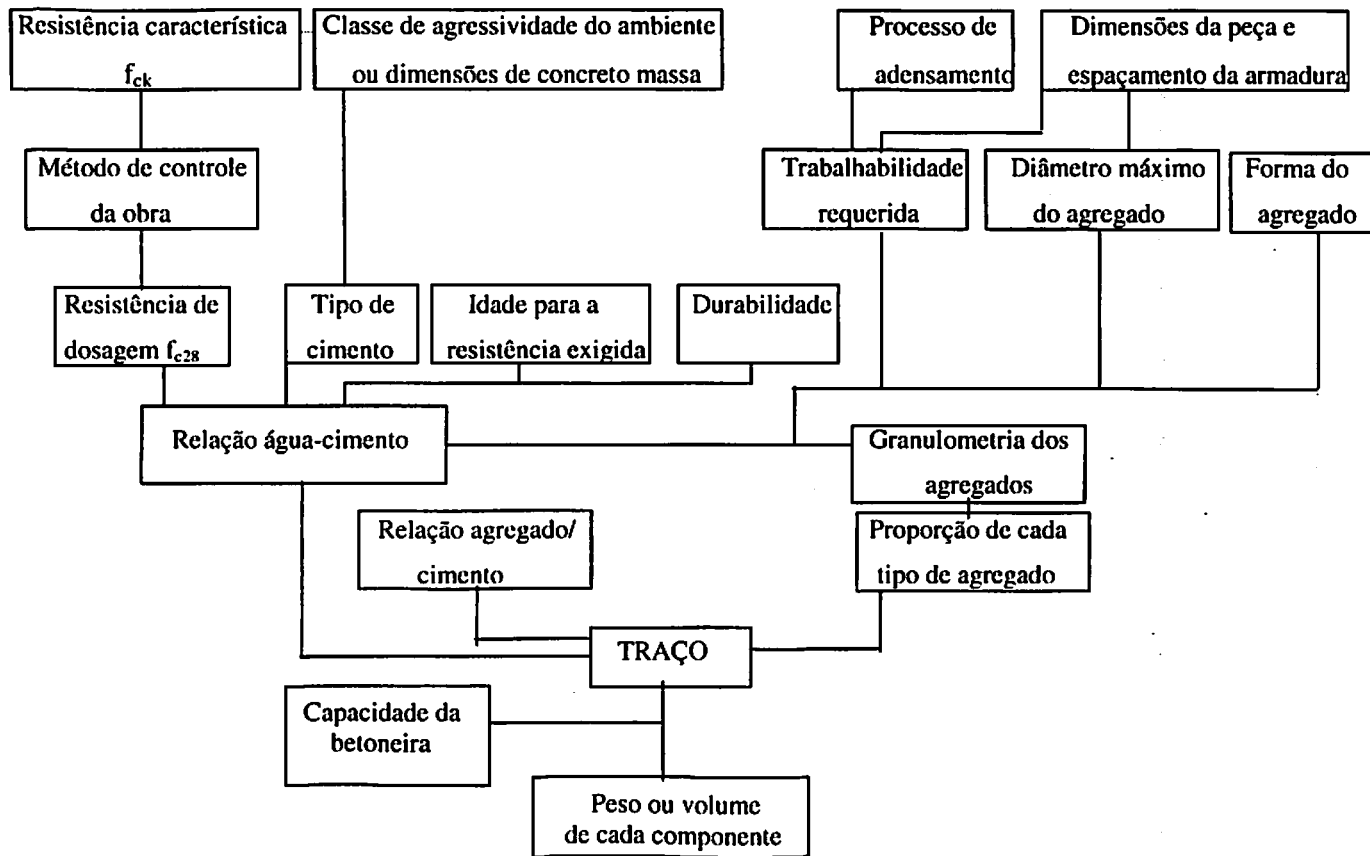 Resistência característica
f_ck
Classe de agressividade do ambiente
ou dimensões de concreto massa
Processo de
adensamento
Dimensões da peça e
espaçamento da armadura
Método de controle
da obra
Trabalhabilidade
requerida
Diâmetro máximo
do agregado
Forma do
agregado
Resistência de
dosagem f_c28
Tipo de
cimento
Idade para a
resistência exigida
Durabilidade
Relação água-cimento
Granulometria dos
agregados
Relação agregado/
cimento
Proporção de cada
tipo de agregado
TRAÇO
Capacidade da
betoneira
Peso ou volume
de cada componente